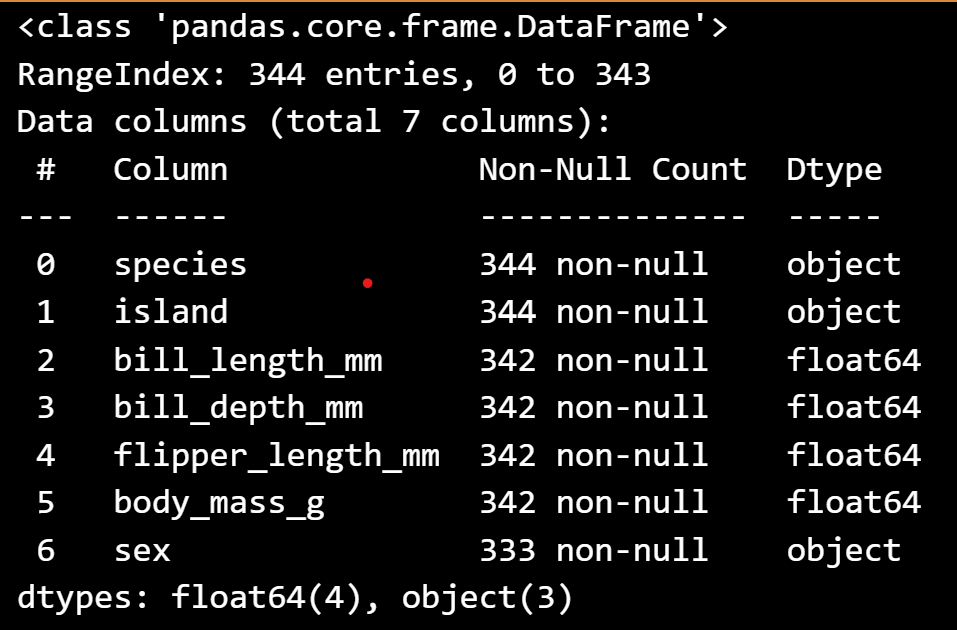 <class 'pandas.core.frame.DataFrame'>
RangeIndex: 344 entries, 0 to 343
Data columns (total 7 columns):
 #   Column             Non-Null Count  Dtype
---  ------             --------------  -----
 0   species            344 non-null    object
 1   island             344 non-null    object
 2   bill_length_mm     342 non-null    float64
 3   bill_depth_mm      342 non-null    float64
 4   flipper_length_mm  342 non-null    float64
 5   body_mass_g        342 non-null    float64
 6   sex                333 non-null    object
dtypes: float64(4), object(3)